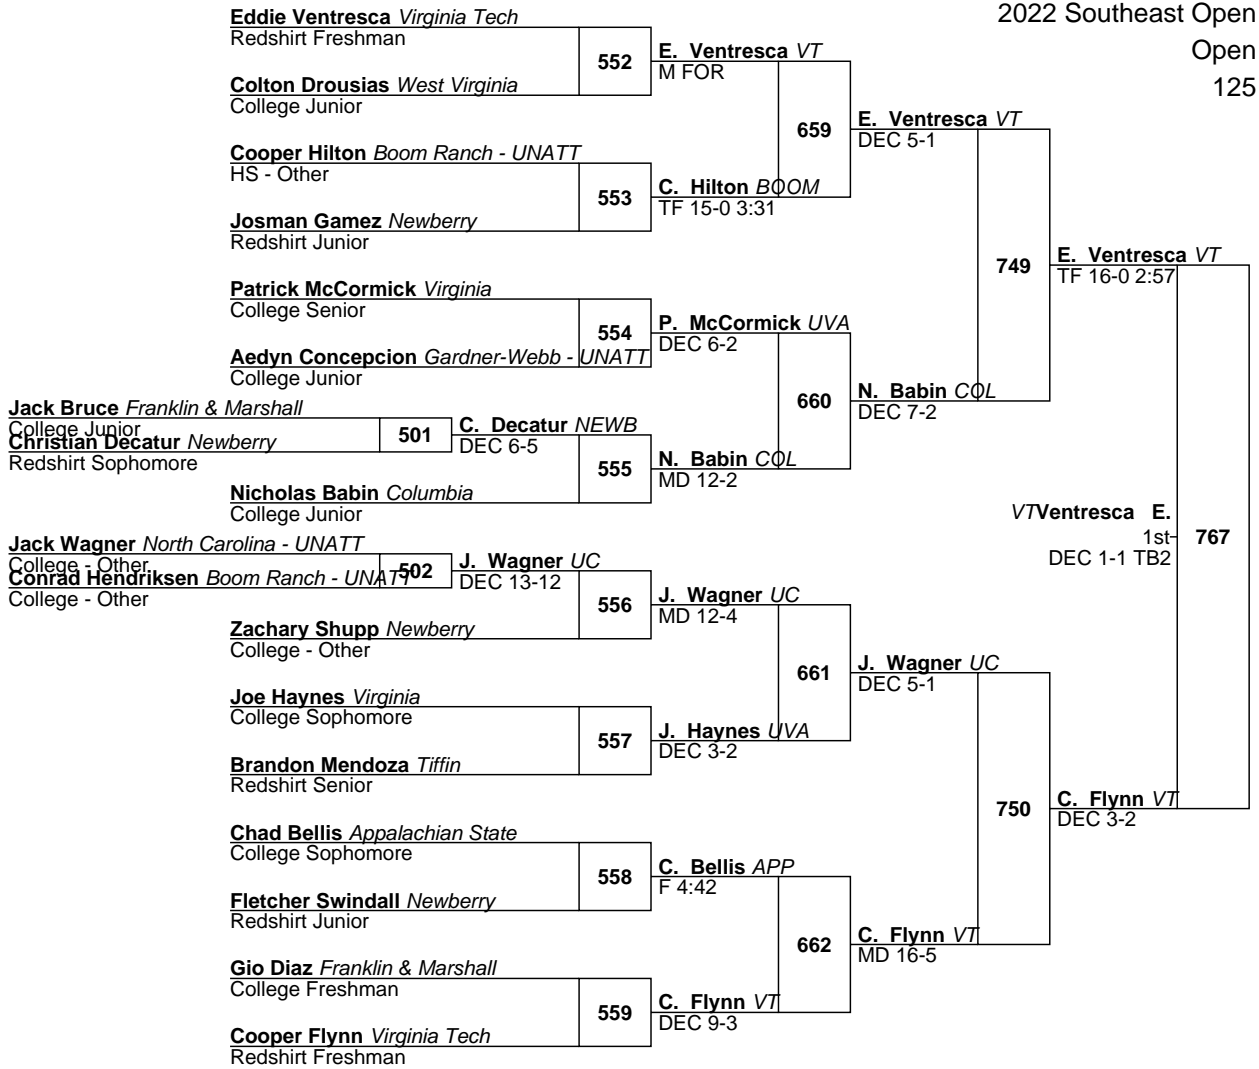 2022 Southeast Open
Open
125
Eddie Ventresca Virginia Tech
Redshirt Freshman
552
E. Ventresca VT
M FOR
Colton Drousias West Virginia
College Junior
659
E. Ventresca VT
DEC 5-1
Cooper Hilton Boom Ranch - UNATT
HS - Other
553
C. Hilton BOOM
TF 15-0 3:31
Josman Gamez Newberry
Redshirt Junior
749
E. Ventresca VT
TF 16-0 2:57
Patrick McCormick Virginia
College Senior
554
P. McCormick UVA
DEC 6-2
Aedyn Concepcion Gardner-Webb - UNATT
College Junior
660
N. Babin COL
DEC 7-2
Jack Bruce Franklin & Marshall
College Junior
Christian Decatur Newberry
Redshirt Sophomore
501
C. Decatur NEWB
DEC 6-5
555
N. Babin COL
MD 12-2
Nicholas Babin Columbia
College Junior
VTVentresca E.
1st
DEC 1-1 TB2
767
Jack Wagner North Carolina - UNATT
College - Other
Conrad Hendriksen Boom Ranch - UNATT
College - Other
502
J. Wagner UC
DEC 13-12
556
J. Wagner UC
MD 12-4
Zachary Shupp Newberry
College - Other
661
J. Wagner UC
DEC 5-1
Joe Haynes Virginia
College Sophomore
557
J. Haynes UVA
DEC 3-2
Brandon Mendoza Tiffin
Redshirt Senior
750
C. Flynn VT
DEC 3-2
Chad Bellis Appalachian State
College Sophomore
558
C. Bellis APP
F 4:42
Fletcher Swindall Newberry
Redshirt Junior
662
C. Flynn VT
MD 16-5
Gio Diaz Franklin & Marshall
College Freshman
559
C. Flynn VT
DEC 9-3
Cooper Flynn Virginia Tech
Redshirt Freshman